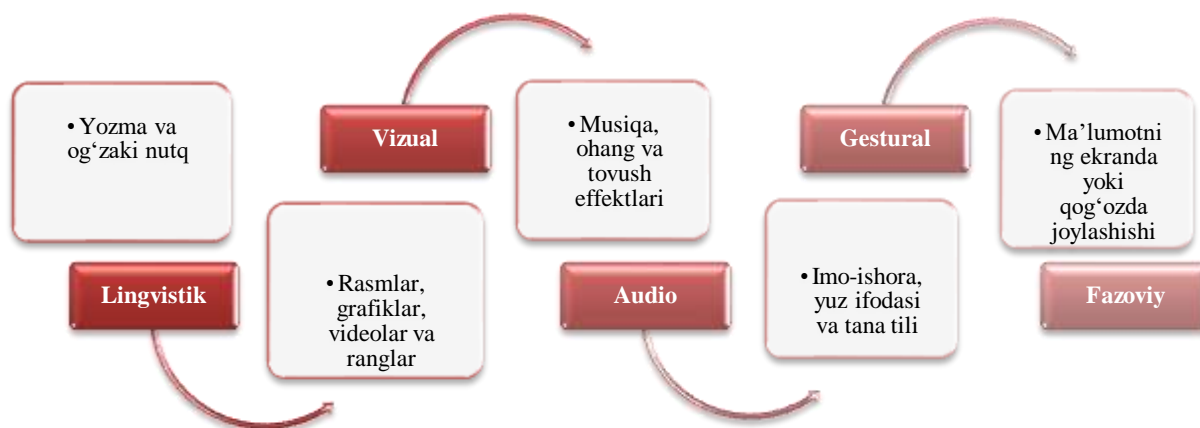 • Yozma va
og‘zaki nutq
Lingvistik
Vizual
• Rasmlar,
grafiklar,
videolar va
ranglar
• Musiqa,
ohang va
tovush
effektlari
Audio
Gestural
• Imo-ishora,
yuz ifodasi
va tana tili
• Ma’lumotni
ng ekranda
yoki
qog‘ozda
joylashishi
Fazoviy